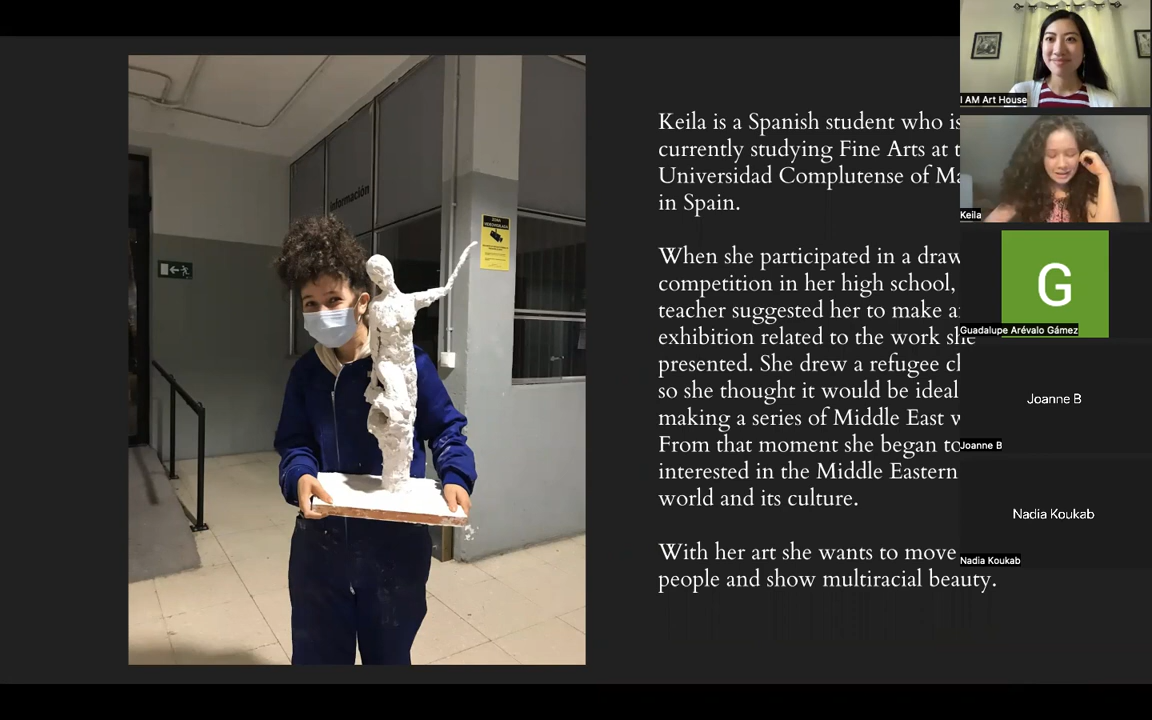 Keila is a Spanish student who is
currently studying Fine Arts at
Universidad Complutense of
in Spain.
When she participated in a
competition in her high school,
teacher suggested her to make
exhibition related to the work she
presented. She drew a refugee
so she thought it would be ideal
making a series of Middle East
From that moment she began to
interested in the Middle Eastern
world and its culture.
With her art she wants to move
people and show multiracial beauty.
información
ZONA
VIDEOVIGILADA
I AM Art House
Keila
G
Guadalupe Arévalo Gámez
Joanne B
Joanne B
Nadia Koukab
Nadia Koukab